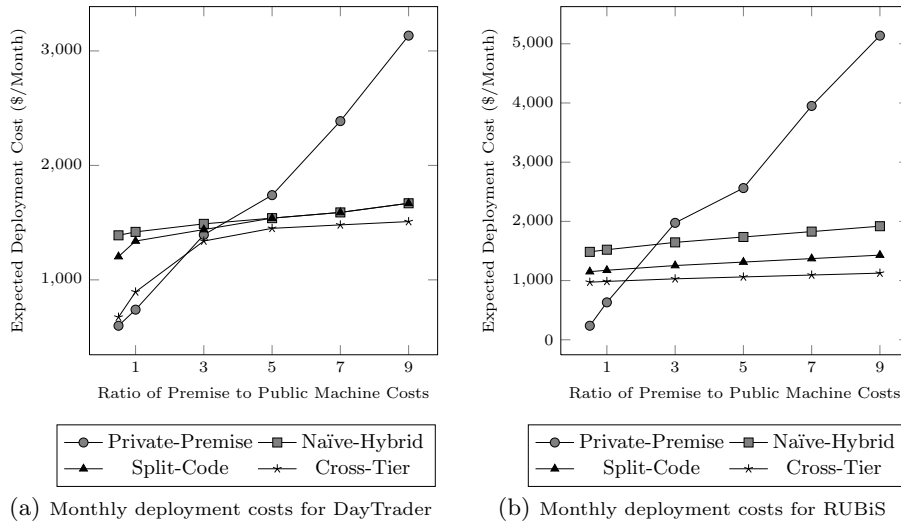 3,000
2,000
1,000
Expected Deployment Cost ($/Month)
1 3 5 7 9
Ratio of Premise to Public Machine Costs
Private-Premise Naïve-Hybrid
Split-Code Cross-Tier
(a) Monthly deployment costs for DayTrader
5,000
4,000
3,000
2,000
1,000
0
Expected Deployment Cost ($/Month)
1 3 5 7 9
Ratio of Premise to Public Machine Costs
Private-Premise Naïve-Hybrid
Split-Code Cross-Tier
(b) Monthly deployment costs for RUBiS